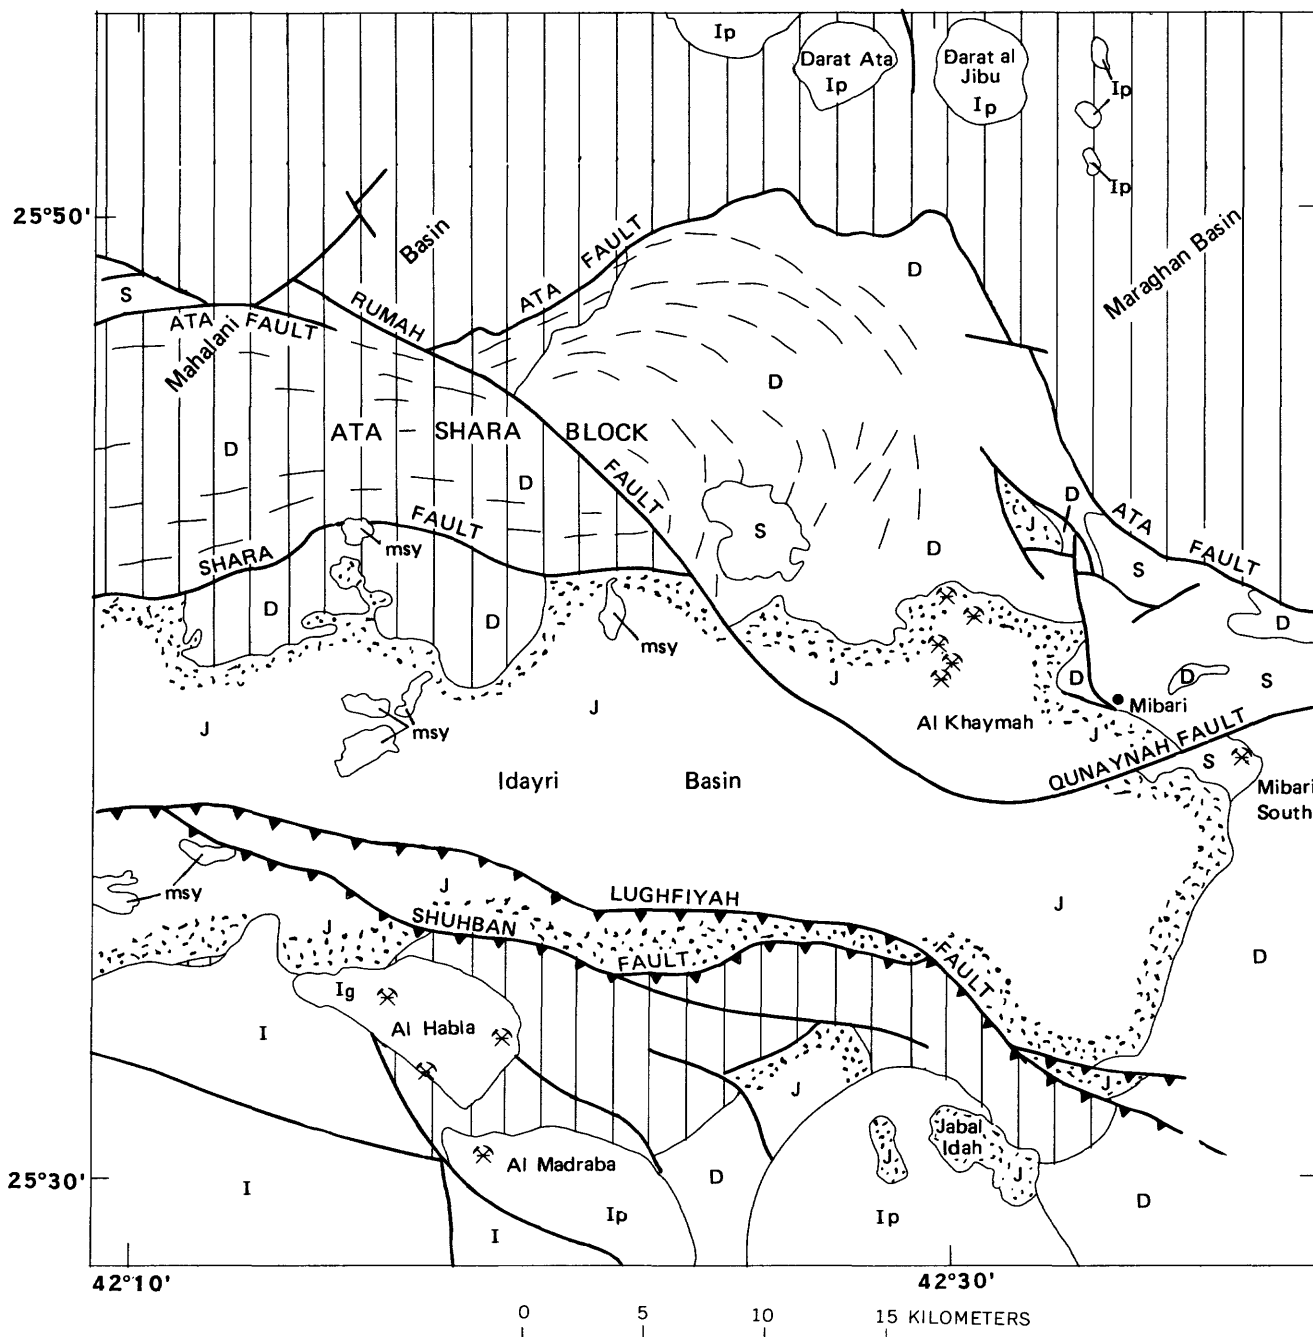 Ip
Darat Ata
Ip
Đarat al
Jibu
Ip
Ip
Ip
25°50'
Basin
ATA FAULT
D
Maraghan Basin
S
ATA FAULT
RUMAH
Mahalani
D
D
ATA SHARA BLOCK
D
FAULT
D
J
ATA
FAULT
S
FAULT
msy
SHARA
D
S
D
D
D
msy
J
D
D
S
Mibari
J
J
msy
Al Khaymah
J
QUNAYNAH FAULT
S
Idayri Basin
Mibari
South
J
LUGHFIYAH
J
msy
J
SHUHBAN
FAULT
FAULT
D
Ig
Al Habla
I
J
J
Jabal
Idah
J
J
Al Madraba
D
25°30'
I
Ip
Ip
D
I
42°10'
42°30'
0 5 10 15 KILOMETERS